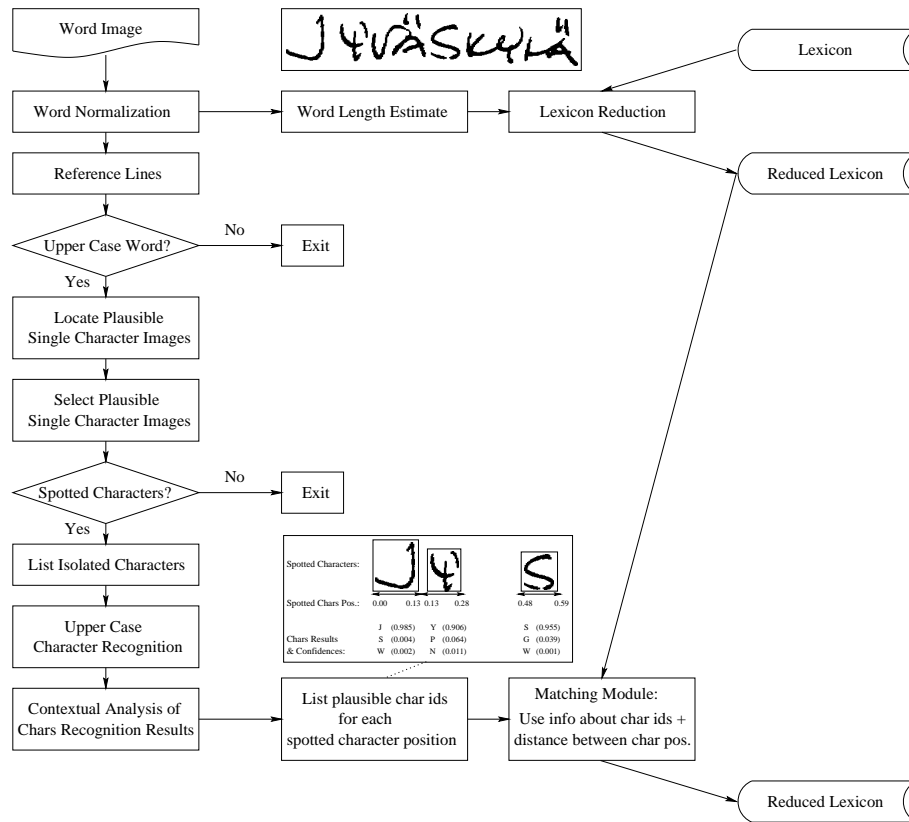 Word Image
JYVÄSKYLÄ
Lexicon
Word Normalization
Word Length Estimate
Lexicon Reduction
Reference Lines
Reduced Lexicon
Upper Case Word?
No
Exit
Yes
Locate Plausible
Single Character Images
Select Plausible
Single Character Images
Spotted Characters?
No
Exit
Yes
List Isolated Characters
Spotted Characters:
J Y S
Spotted Chars Pos.: 0.00 0.13 0.13 0.28 0.48 0.59
J (0.985) Y (0.906) S (0.955)
Chars Results S (0.004) P (0.064) G (0.039)
& Confidences: W (0.002) N (0.011) W (0.001)
Upper Case
Character Recognition
Contextual Analysis of
Chars Recognition Results
List plausible char ids
for each
spotted character position
Matching Module:
Use info about char ids +
distance between char pos.
Reduced Lexicon